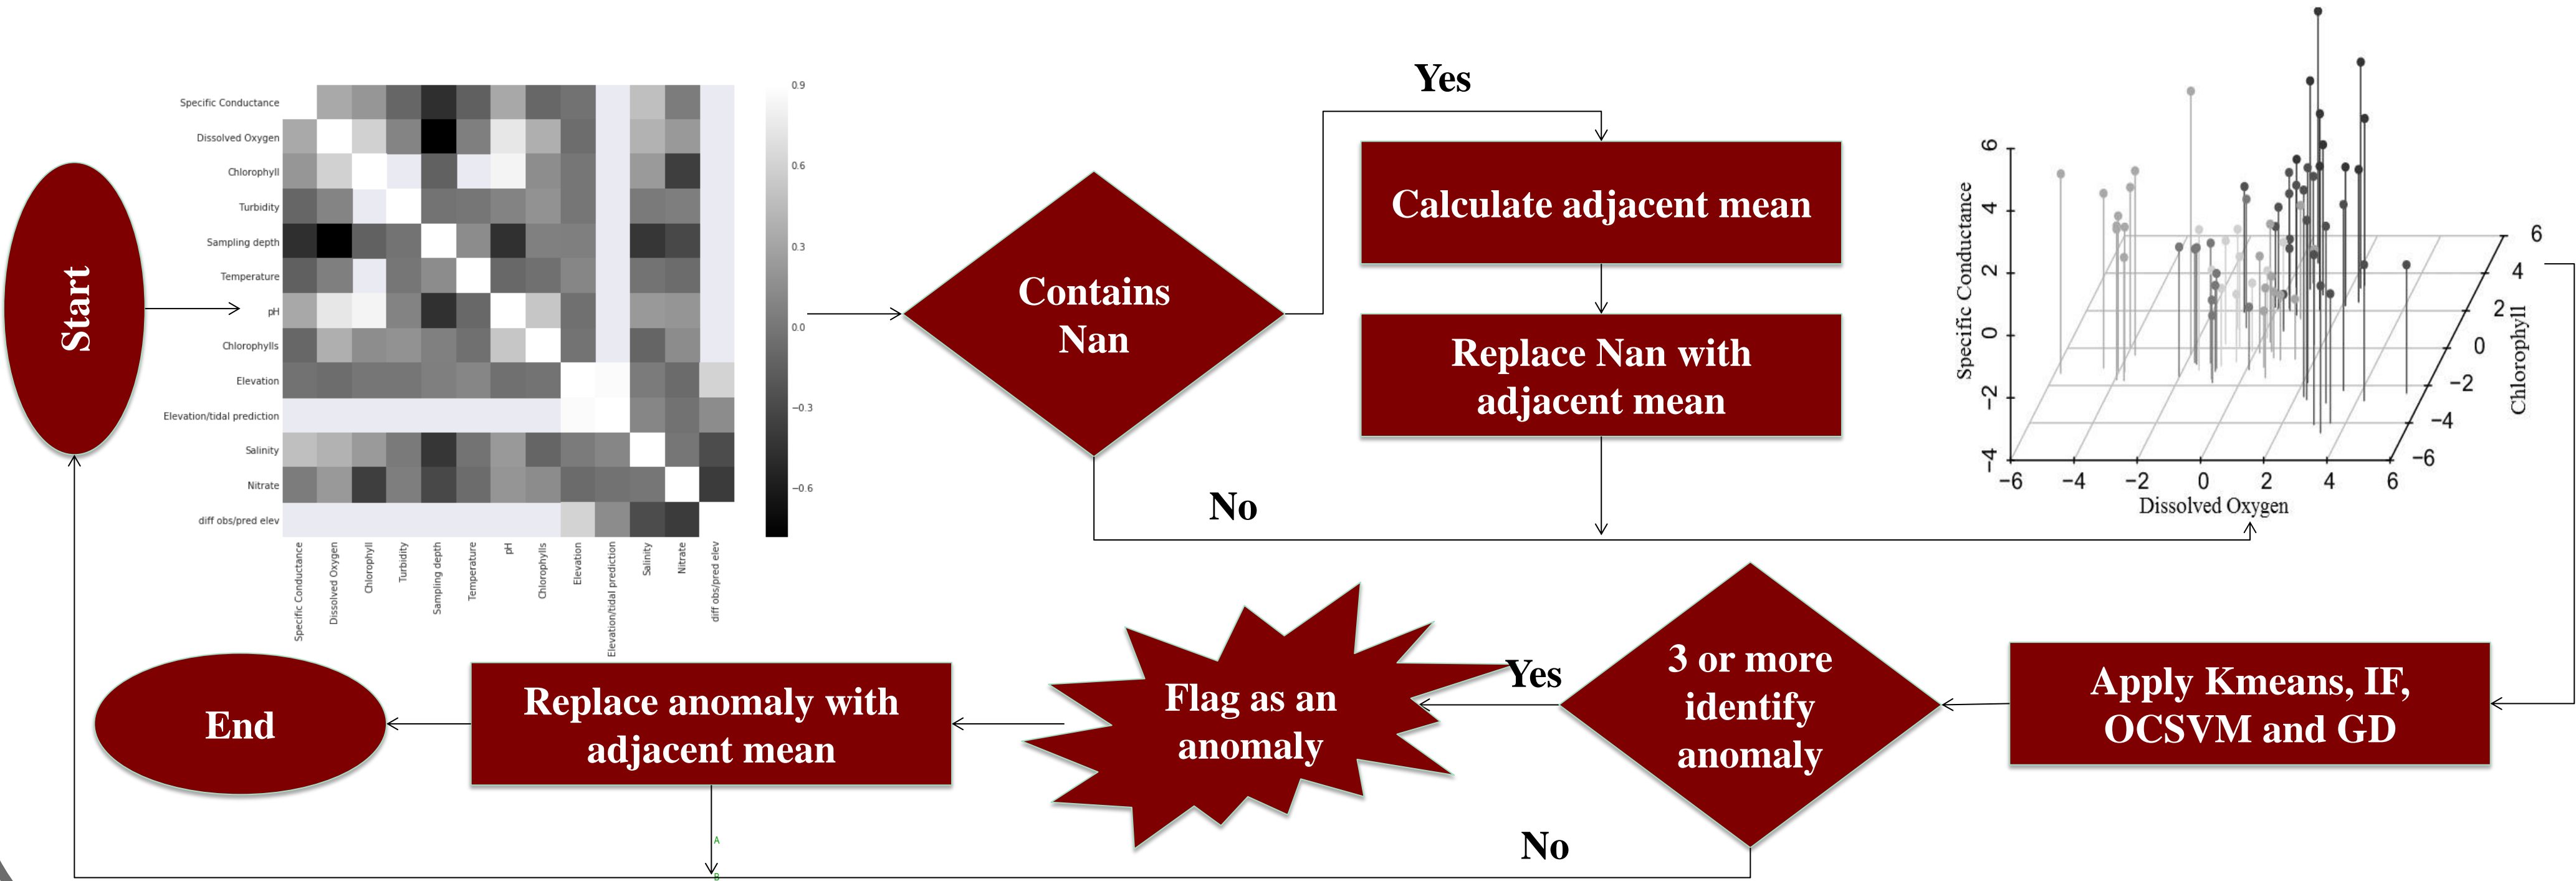 Start
Specific Conductance
Dissolved Oxygen
Chlorophyll
Turbidity
Sampling depth
Temperature
pH
Chlorophylls
Elevation
Elevation/tidal prediction
Salinity
Nitrate
diff obs/pred elev
Specific Conductance
Dissolved Oxygen
Chlorophyll
Turbidity
Sampling depth
Temperature
pH
Chlorophylls
Elevation
Elevation/tidal prediction
Salinity
Nitrate
diff obs/pred elev
0.9
0.6
0.3
0.0
−0.3
−0.6
Contains
Nan
Yes
No
Calculate adjacent mean
Replace Nan with
adjacent mean
Specific Conductance
6
4
2
0
−2
−4
−6
−4
−2
0
2
4
6
Dissolved Oxygen
6
4
2
0
−2
−4
−6
Chlorophyll
Apply Kmeans, IF,
OCSVM and GD
3 or more
identify
anomaly
Yes
No
Flag as an
anomaly
Replace anomaly with
adjacent mean
A
B
End